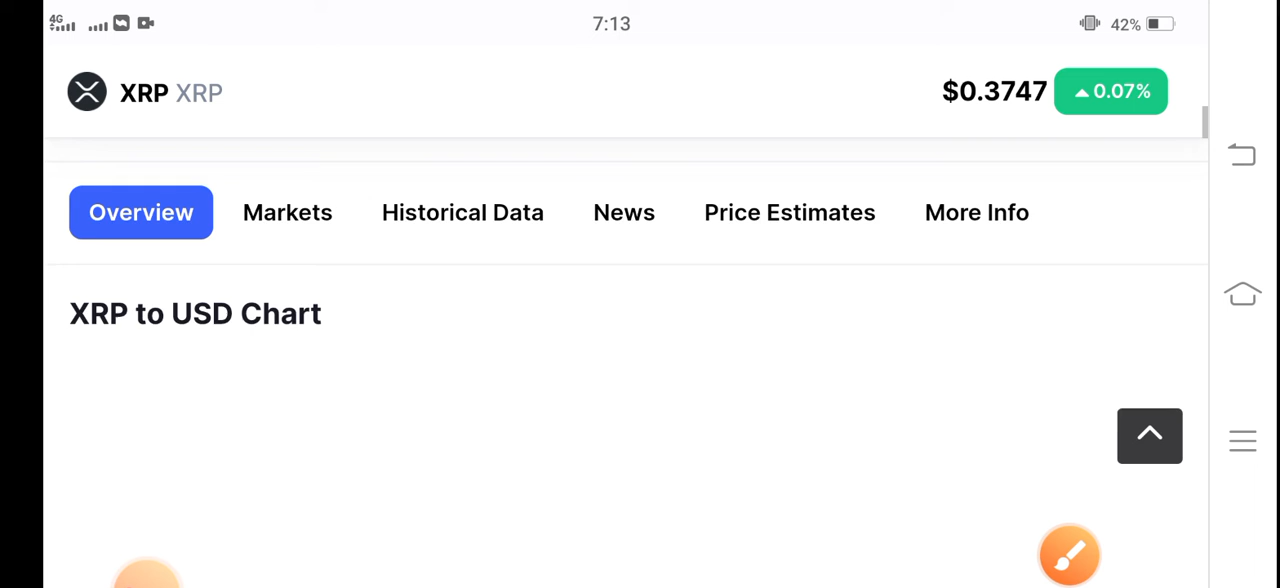 4G 7:13 42%
XRP XRP $0.3747 0.07%
Overview Markets Historical Data News Price Estimates More Info
XRP to USD Chart